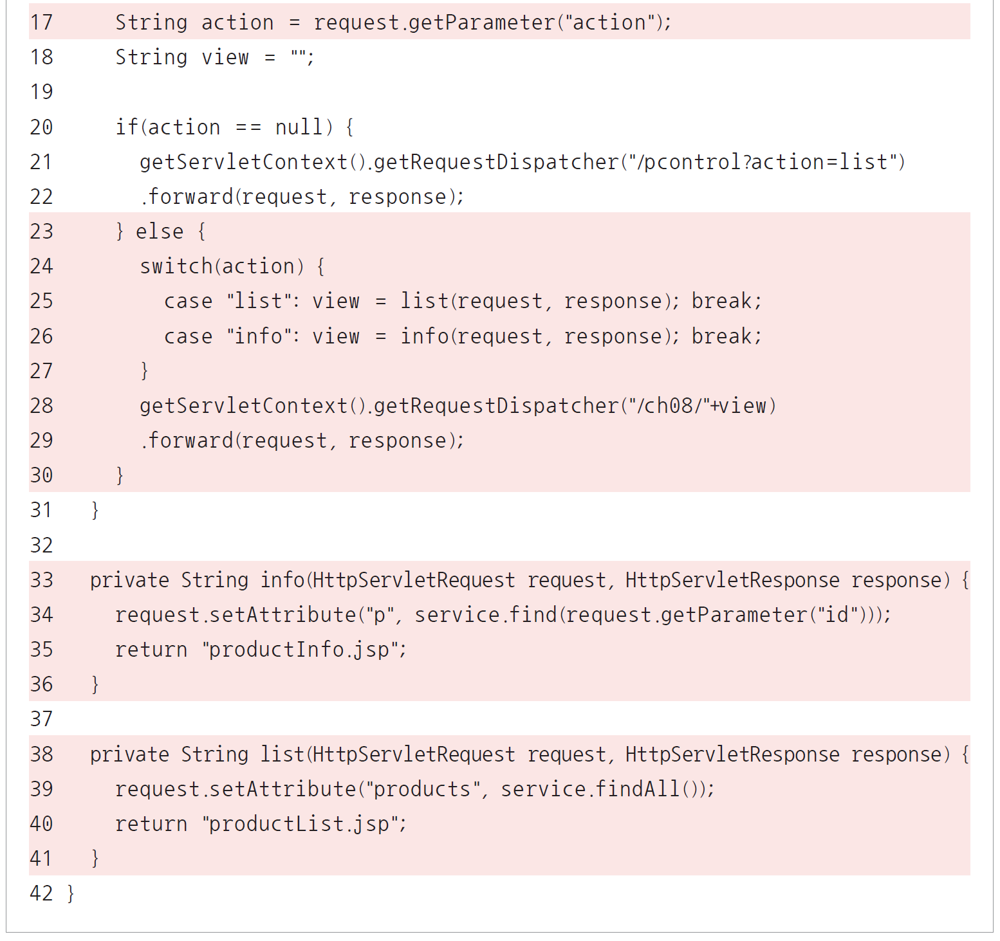 17 String action = request.getParameter("action");
18 String view = "";
19
20 if(action == null) {
21 getServletContext().getRequestDispatcher("/pcontrol?action=list")
22 .forward(request, response);
23 } else {
24 switch(action) {
25 case "list": view = list(request, response); break;
26 case "info": view = info(request, response); break;
27 }
28 getServletContext().getRequestDispatcher("/ch08/"+view)
29 .forward(request, response);
30 }
31 }
32
33 private String info(HttpServletRequest request, HttpServletResponse response) {
34 request.setAttribute("p", service.find(request.getParameter("id")));
35 return "productInfo.jsp";
36 }
37
38 private String list(HttpServletRequest request, HttpServletResponse response) {
39 request.setAttribute("products", service.findAll());
40 return "productList.jsp";
41 }
42 }